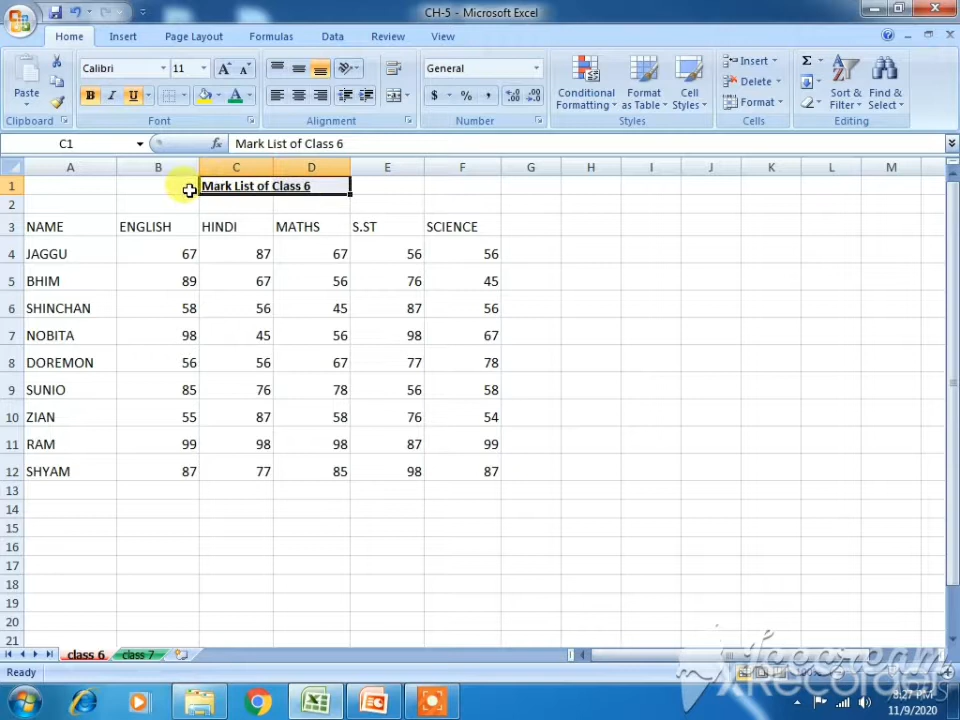 CH-5 - Microsoft Excel
Home Insert Page Layout Formulas Data Review View
Paste
Calibri 11 A A
B I U A
General
$ % ,
Conditional Formatting
Format as Table
Cell Styles
Insert
Delete
Format
Σ
Sort & Filter
Find & Select
Clipboard Font Alignment Number Styles Cells Editing
C1 fx Mark List of Class 6
A B C D E F G H I J K L M
1 Mark List of Class 6
2
3 NAME ENGLISH HINDI MATHS S.ST SCIENCE
4 JAGGU 67 87 67 56 56
5 BHIM 89 67 56 76 45
6 SHINCHAN 58 56 45 87 56
7 NOBITA 98 45 56 98 67
8 DOREMON 56 56 67 77 78
9 SUNIO 85 76 78 56 58
10 ZIAN 55 87 58 76 54
11 RAM 99 98 98 87 99
12 SHYAM 87 77 85 98 87
13
14
15
16
17
18
19
20
21
class 6 class 7
Ready 100%
Icecream
Recorder
8:27 PM
11/9/2020